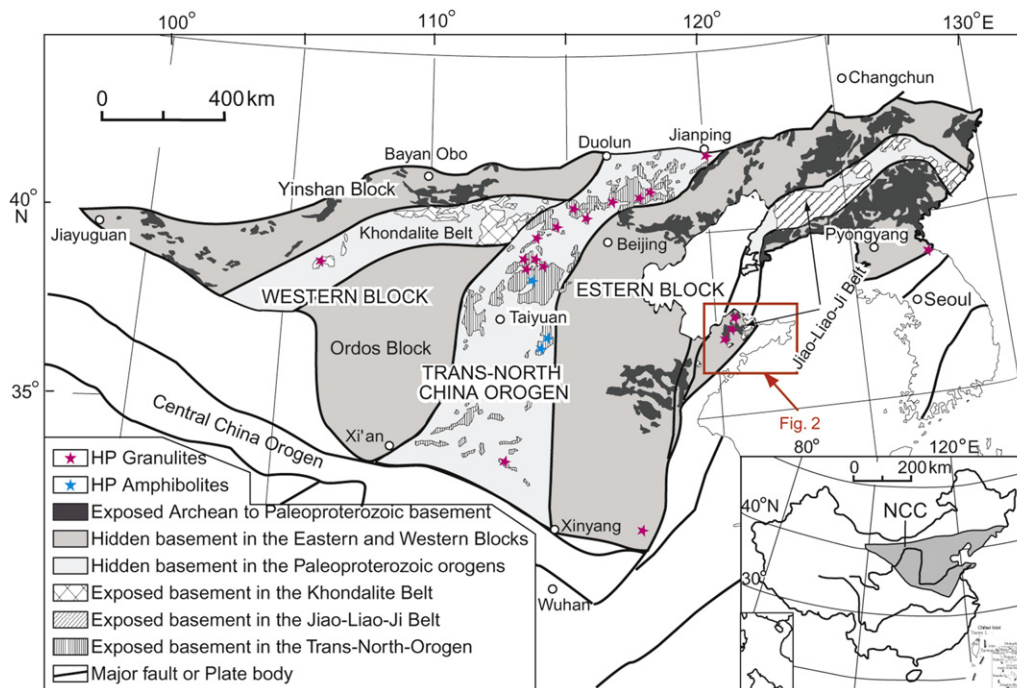 100°
110°
120°
130°E
Changchun
0 400 km
Duolun
Jianping
Bayan Obo
40°
N
Yinshan Block
Jiayuguan
Khondalite Belt
Beijing
Pyongyang
WESTERN BLOCK
ESTERN BLOCK
Seoul
Taiyuan
Jiao-Liao-Ji Belt
Ordos Block
TRANS-NORTH
CHINA OROGEN
35°
Fig. 2
Central China Orogen
Xi'an
Xinyang
Wuhan
HP Granulites
HP Amphibolites
Exposed Archean to Paleoproterozoic basement
Hidden basement in the Eastern and Western Blocks
Hidden basement in the Paleoproterozoic orogens
Exposed basement in the Khondalite Belt
Exposed basement in the Jiao-Liao-Ji Belt
Exposed basement in the Trans-North-Orogen
Major fault or Plate body
80°
120°E
0 200 km
40°N
NCC
30°